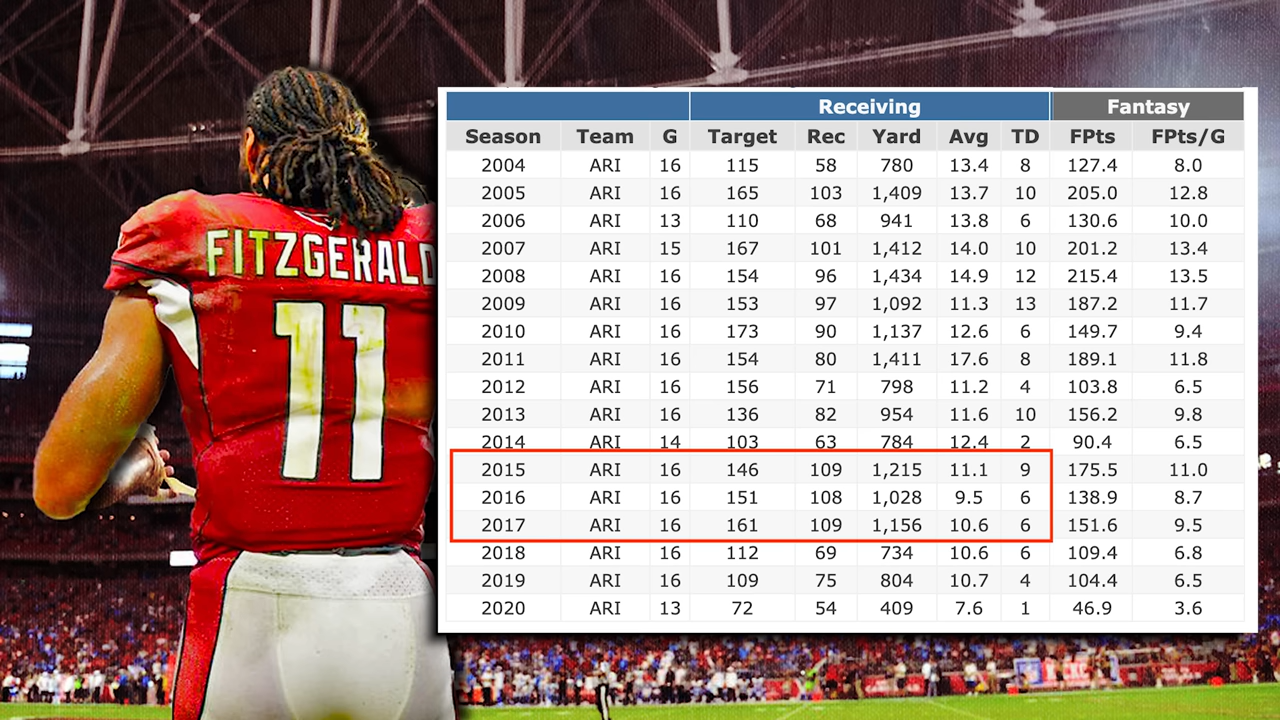 FITZGERALD
11
Receiving Fantasy
Season Team G Target Rec Yard Avg TD FPts FPts/G
2004 ARI 16 115 58 780 13.4 8 127.4 8.0
2005 ARI 16 165 103 1,409 13.7 10 205.0 12.8
2006 ARI 13 110 68 941 13.8 6 130.6 10.0
2007 ARI 15 167 101 1,412 14.0 10 201.2 13.4
2008 ARI 16 154 96 1,434 14.9 12 215.4 13.5
2009 ARI 16 153 97 1,092 11.3 13 187.2 11.7
2010 ARI 16 173 90 1,137 12.6 6 149.7 9.4
2011 ARI 16 154 80 1,411 17.6 8 189.1 11.8
2012 ARI 16 156 71 798 11.2 4 103.8 6.5
2013 ARI 16 136 82 954 11.6 10 156.2 9.8
2014 ARI 14 103 63 784 12.4 2 90.4 6.5
2015 ARI 16 146 109 1,215 11.1 9 175.5 11.0
2016 ARI 16 151 108 1,028 9.5 6 138.9 8.7
2017 ARI 16 161 109 1,156 10.6 6 151.6 9.5
2018 ARI 16 112 69 734 10.6 6 109.4 6.8
2019 ARI 16 109 75 804 10.7 4 104.4 6.5
2020 ARI 13 72 54 409 7.6 1 46.9 3.6